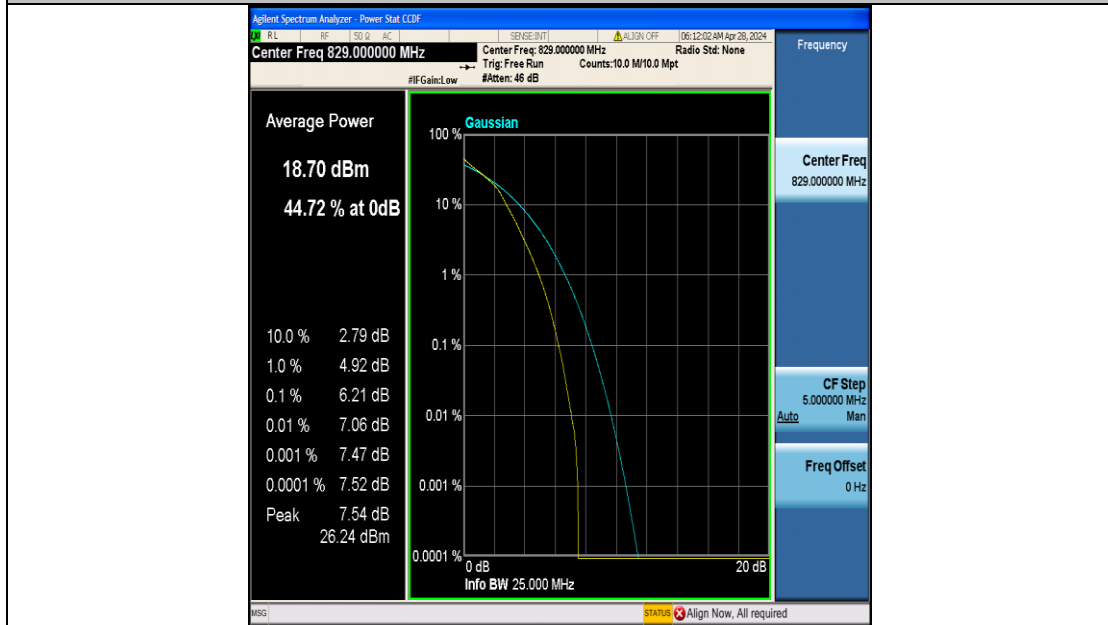 Agilent Spectrum Analyzer - Power Stat CCDF
RL RF 50 Ω AC SENSE:INT ALIGN OFF 06:12:02 AM Apr 28, 2024
Center Freq 829.000000 MHz
Center Freq: 829.000000 MHz Radio Std: None
Trig: Free Run Counts:10.0 M/10.0 Mpt
#IFGain:Low #Atten: 46 dB
Frequency
Average Power
18.70 dBm
44.72 % at 0dB
10.0 % 2.79 dB
1.0 % 4.92 dB
0.1 % 6.21 dB
0.01 % 7.06 dB
0.001 % 7.47 dB
0.0001 % 7.52 dB
Peak 7.54 dB
26.24 dBm
Gaussian
100 %
10 %
1 %
0.1 %
0.01 %
0.001 %
0.0001 %
0 dB 20 dB
Info BW 25.000 MHz
Center Freq
829.000000 MHz
CF Step
5.000000 MHz
Auto Man
Freq Offset
0 Hz
MSG STATUS Align Now, All required